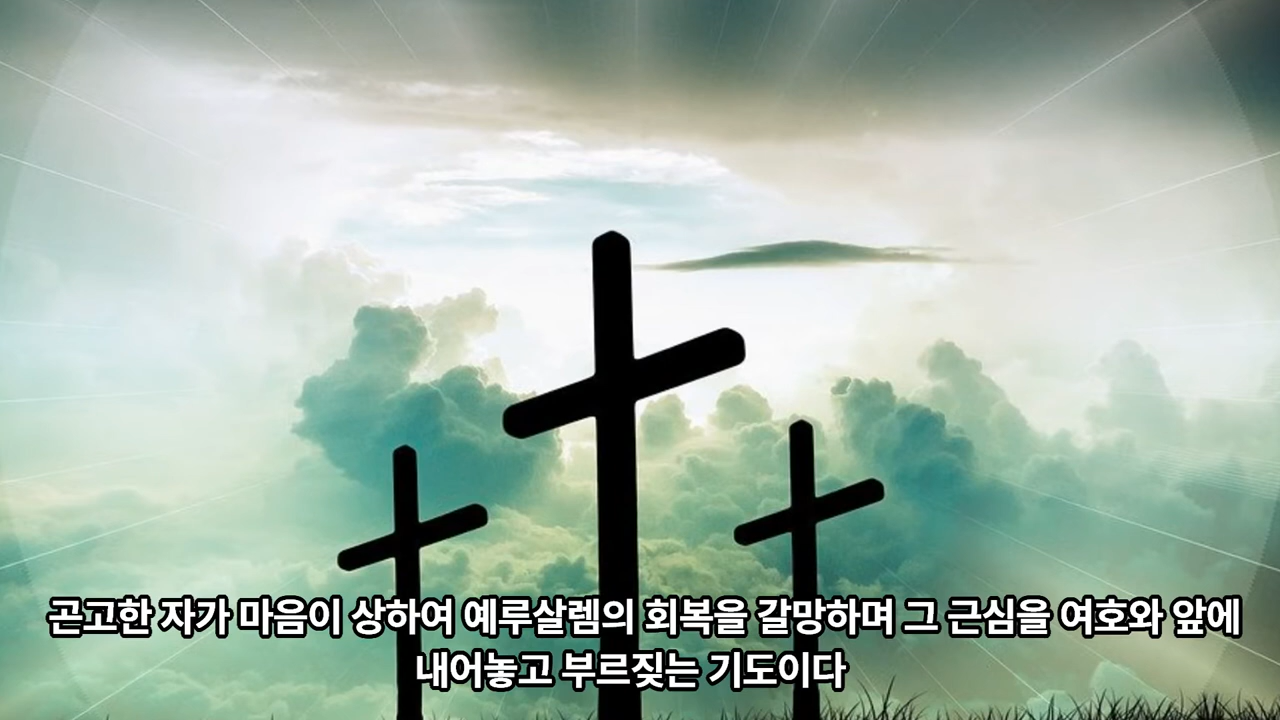 곤고한 자가 마음이 상하여 예루살렘의 회복을 갈망하며 그 근심을 여호와 앞에
내어놓고 부르짖는 기도이다